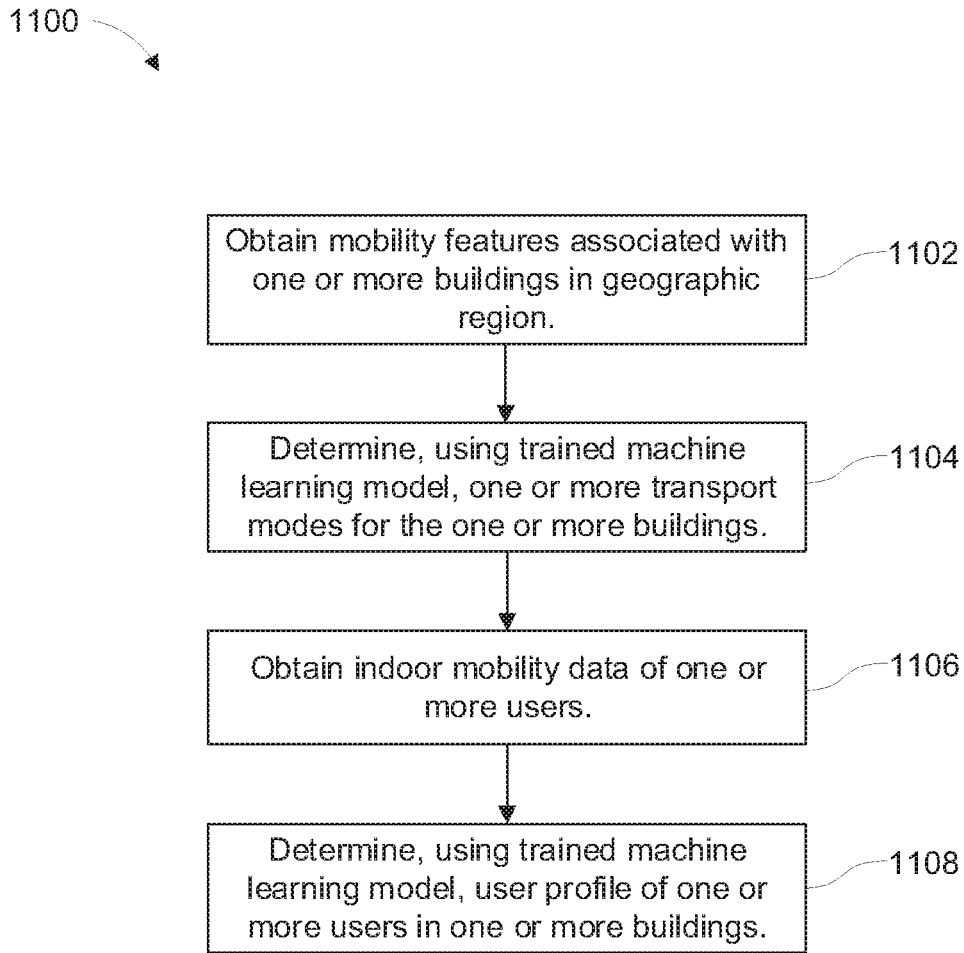 1100
Obtain mobility features associated with
one or more buildings in geographic
region.
1102
Determine, using trained machine
learning model, one or more transport
modes for the one or more buildings.
1104
Obtain indoor mobility data of one or
more users.
1106
Determine, using trained machine
learning model, user profile of one or
more users in one or more buildings.
1108